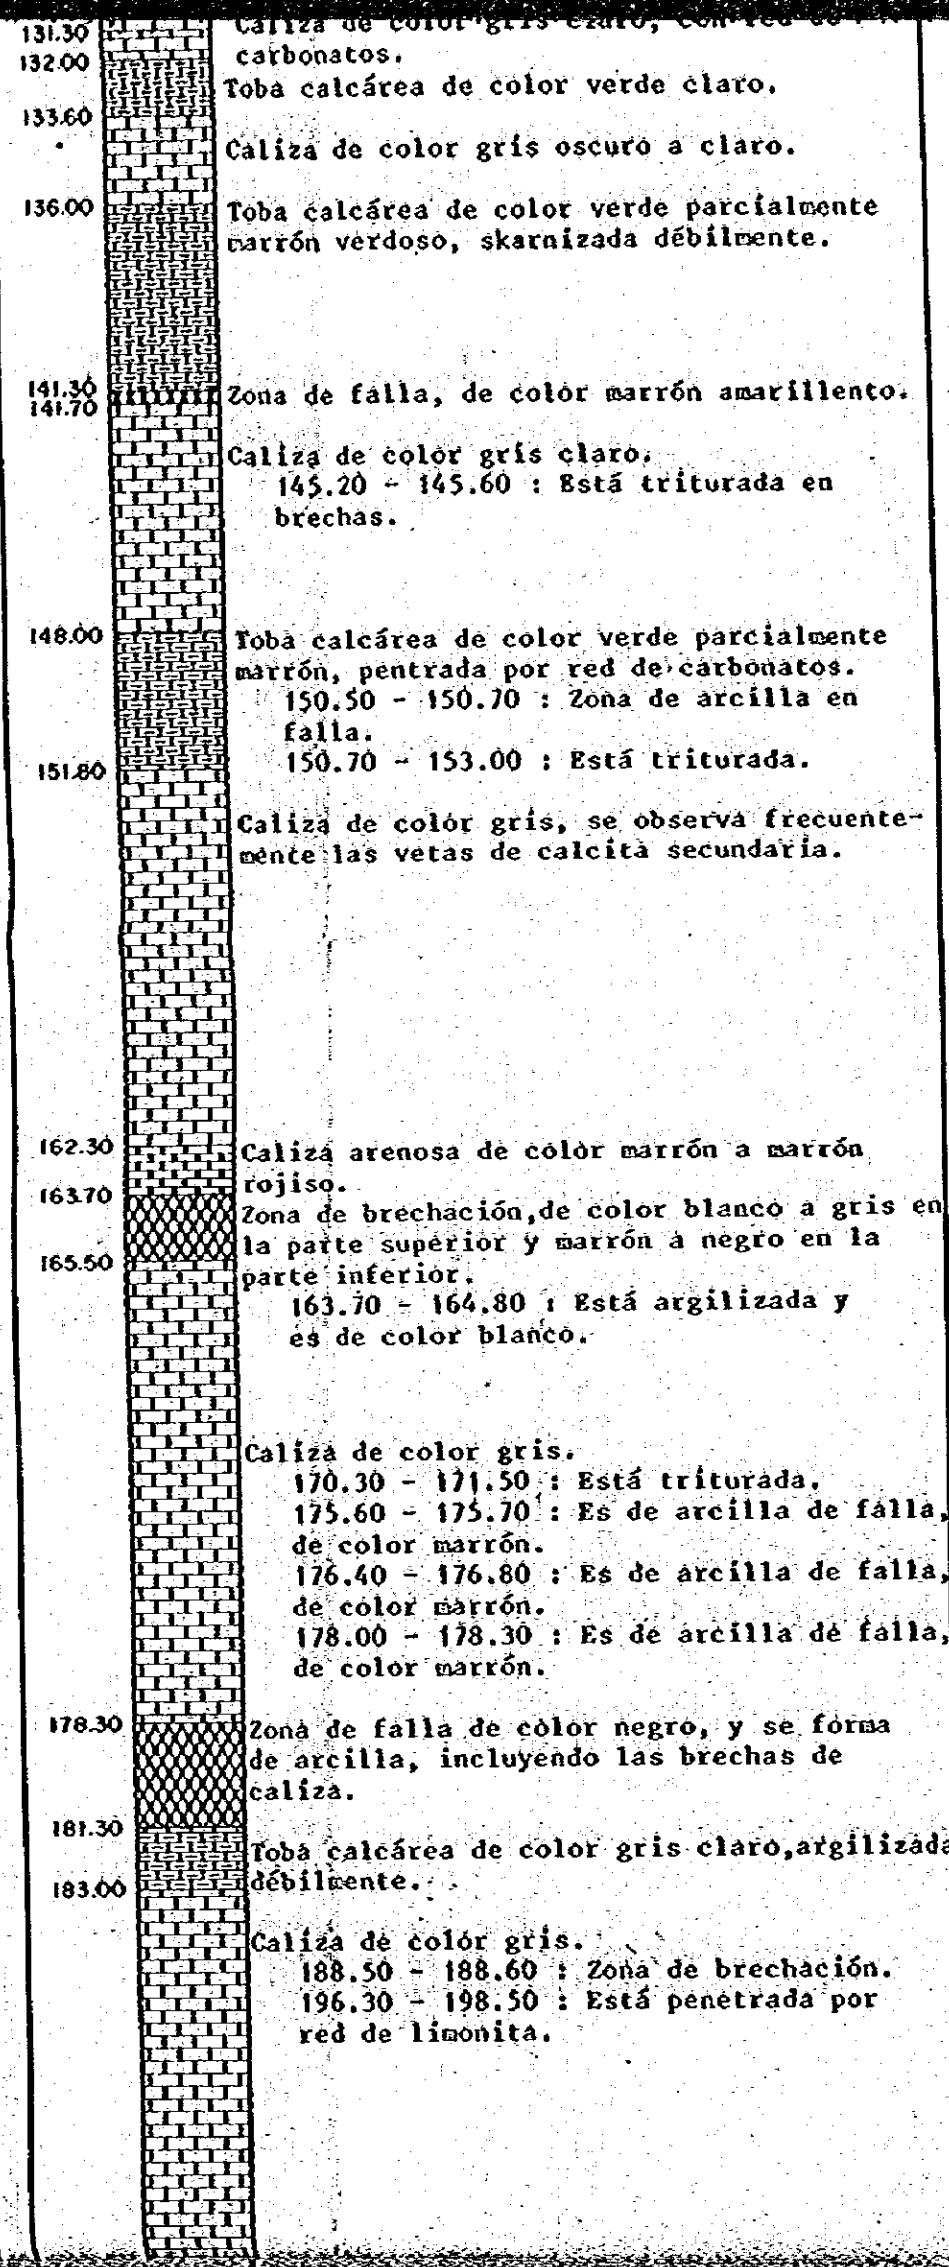 131.30 Caliza de color gris claro, con red de
132.00 carbonatos.
Toba calcárea de color verde claro.
133.60
Caliza de color gris oscuro a claro.
136.00 Toba calcárea de color verde parcialmente
marrón verdoso, skarnizada débilmente.
141.30 Zona de falla, de color marrón amarillento.
141.70
Caliza de color gris claro.
145.20 - 145.60 : Está triturada en
brechas.
148.00 Toba calcárea de color verde parcialmente
marrón, pentrada por red de carbonatos.
150.50 - 150.70 : Zona de arcilla en
falla.
151.80 150.70 - 153.00 : Está triturada.
Caliza de color gris, se observa frecuente-
mente las vetas de calcita secundaria.
162.30 Caliza arenosa de color marrón a marrón
163.70 rojiso.
Zona de brechación,de color blanco a gris en
la parte superior y marrón a negro en la
165.50 parte inferior.
163.70 - 164.80 : Está argilizada y
es de color blanco.
Caliza de color gris.
170.30 - 171.50 : Está triturada.
175.60 - 175.70 : Es de arcilla de falla,
de color marrón.
176.40 - 176.80 : Es de arcilla de falla,
de color marrón.
178.00 - 178.30 : Es de arcilla de falla,
de color marrón.
178.30 Zona de falla de color negro, y se forma
de arcilla, incluyendo las brechas de
caliza.
181.30
Toba calcárea de color gris claro,argilizada
183.00 débilmente.
Caliza de color gris.
188.50 - 188.60 : Zona de brechación.
196.30 - 198.50 : Está penetrada por
red de limonita.